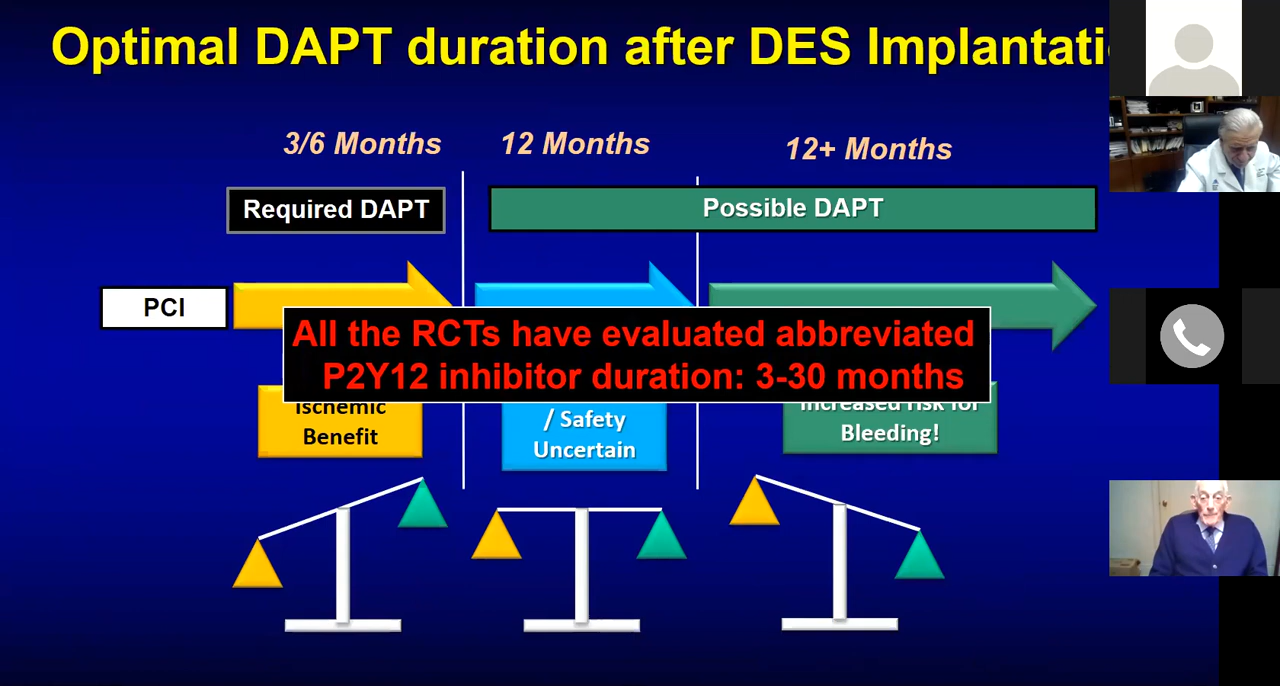 Optimal DAPT duration after DES Implantati
3/6 Months
12 Months
12+ Months
Required DAPT
Possible DAPT
PCI
All the RCTs have evaluated abbreviated
P2Y12 inhibitor duration: 3-30 months
Ischemic
Benefit
/ Safety
Uncertain
Increased risk for
Bleeding!